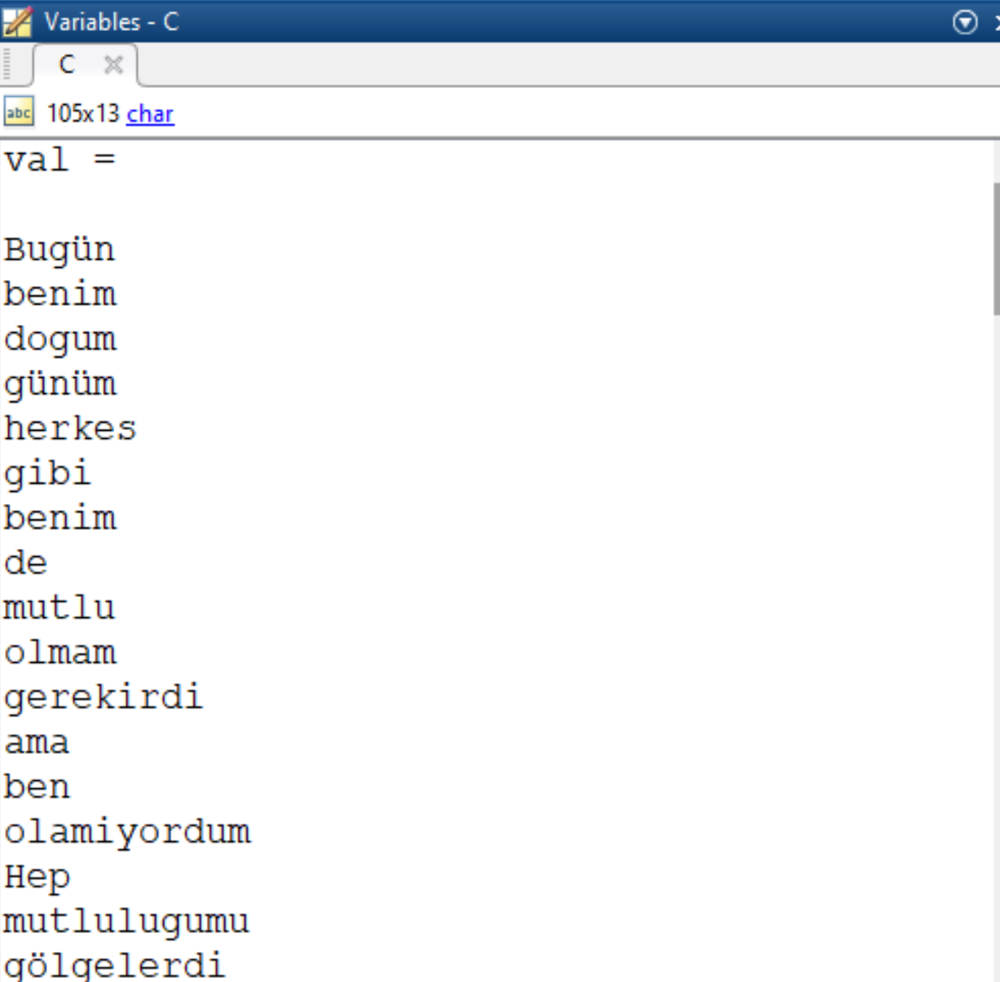 Variables - C
C
abc 105x13 char
val =
Bugün
benim
dogum
günüm
herkes
gibi
benim
de
mutlu
olmam
gerekirdi
ama
ben
olamiyordum
Hep
mutlulugumu
gölgelerdi